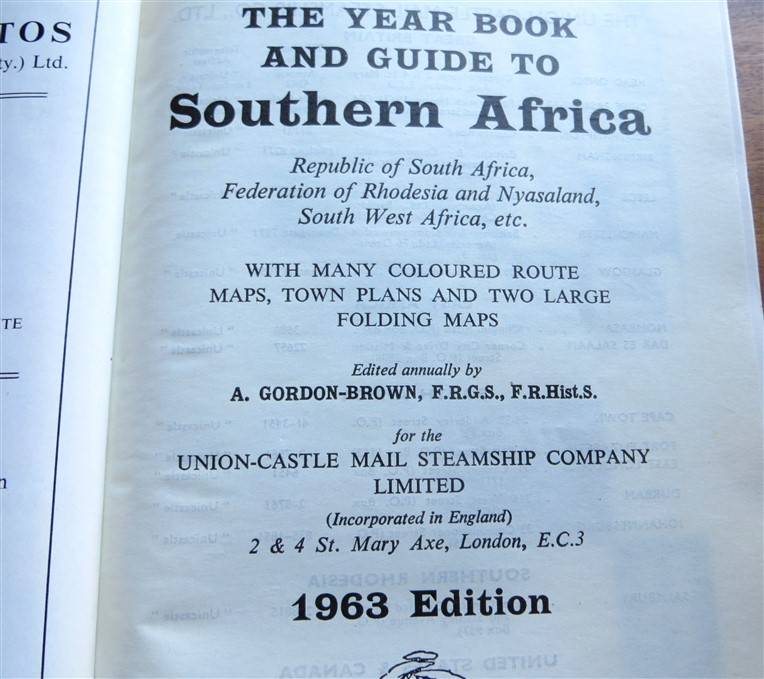 TOS
ty.) Ltd.
TE
n
THE YEAR BOOK
AND GUIDE TO
Southern Africa
Republic of South Africa,
Federation of Rhodesia and Nyasaland,
South West Africa, etc.
WITH MANY COLOURED ROUTE
MAPS, TOWN PLANS AND TWO LARGE
FOLDING MAPS
Edited annually by
A. GORDON-BROWN, F.R.G.S., F.R.Hist.S.
for the
UNION-CASTLE MAIL STEAMSHIP COMPANY
LIMITED
(Incorporated in England)
2 & 4 St. Mary Axe, London, E.C.3
1963 Edition